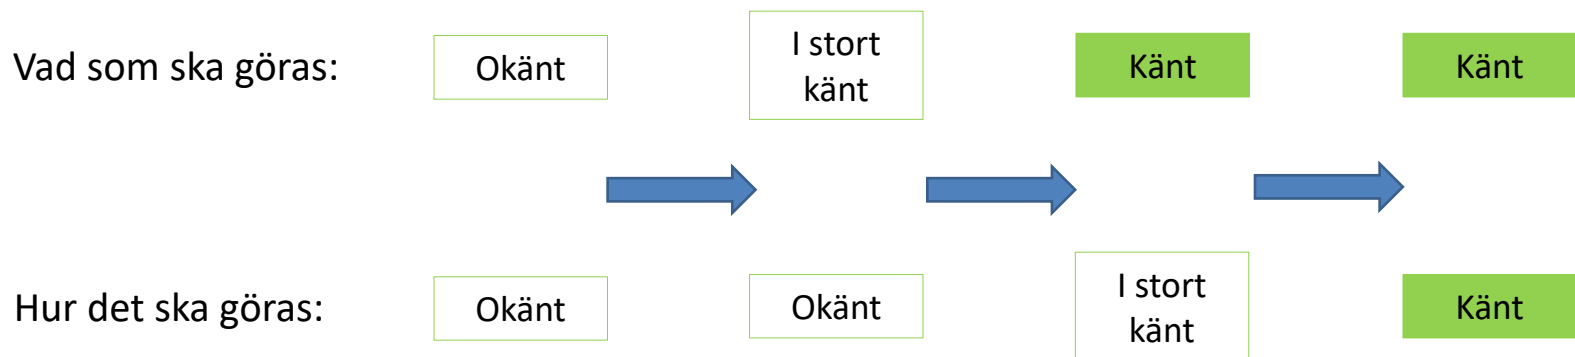 Vad som ska göras:
Okänt
I stort
känt
Känt
Känt
Hur det ska göras:
Okänt
Okänt
I stort
känt
Känt